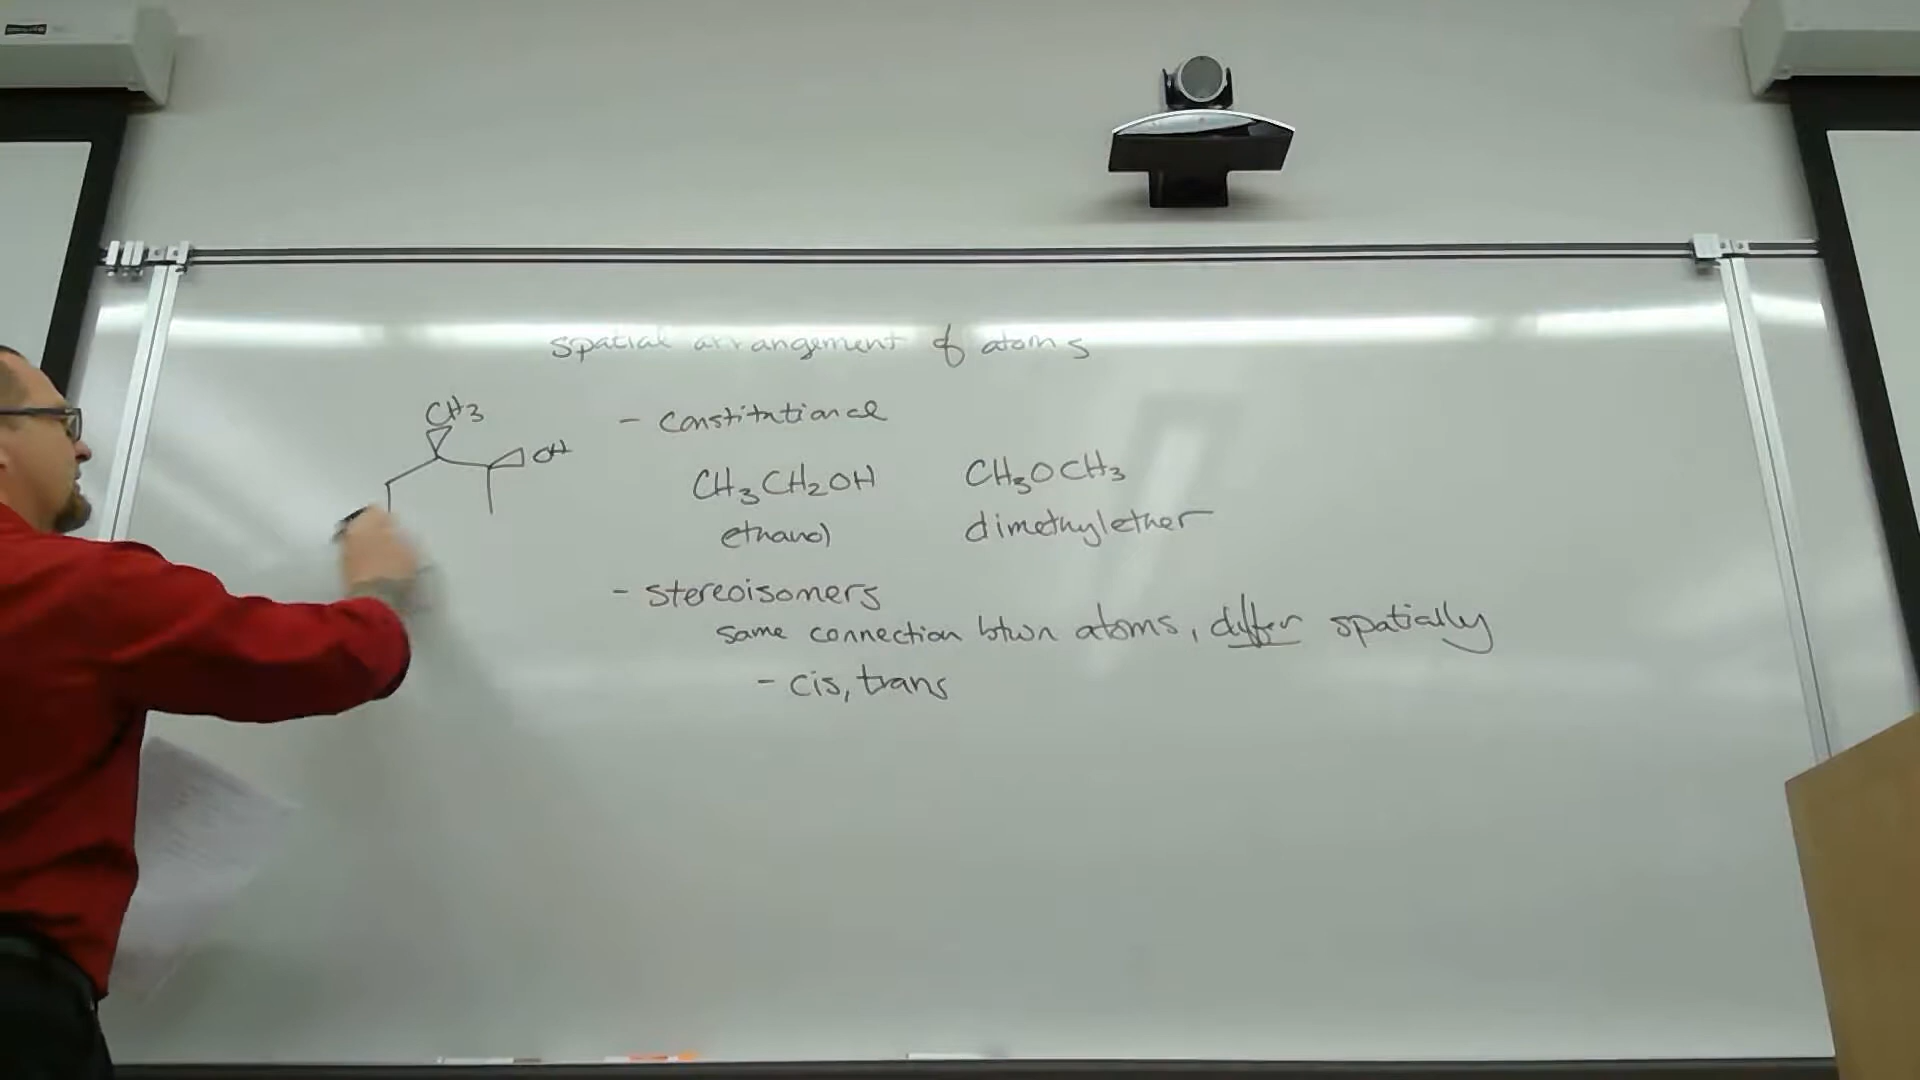 spatial arrangement of atoms
CH3
OH
- constitutional
CH3CH2OH CH3OCH3
ethanol dimethylether
- stereoisomers
same connection btwn atoms, differ spatially
- cis, trans